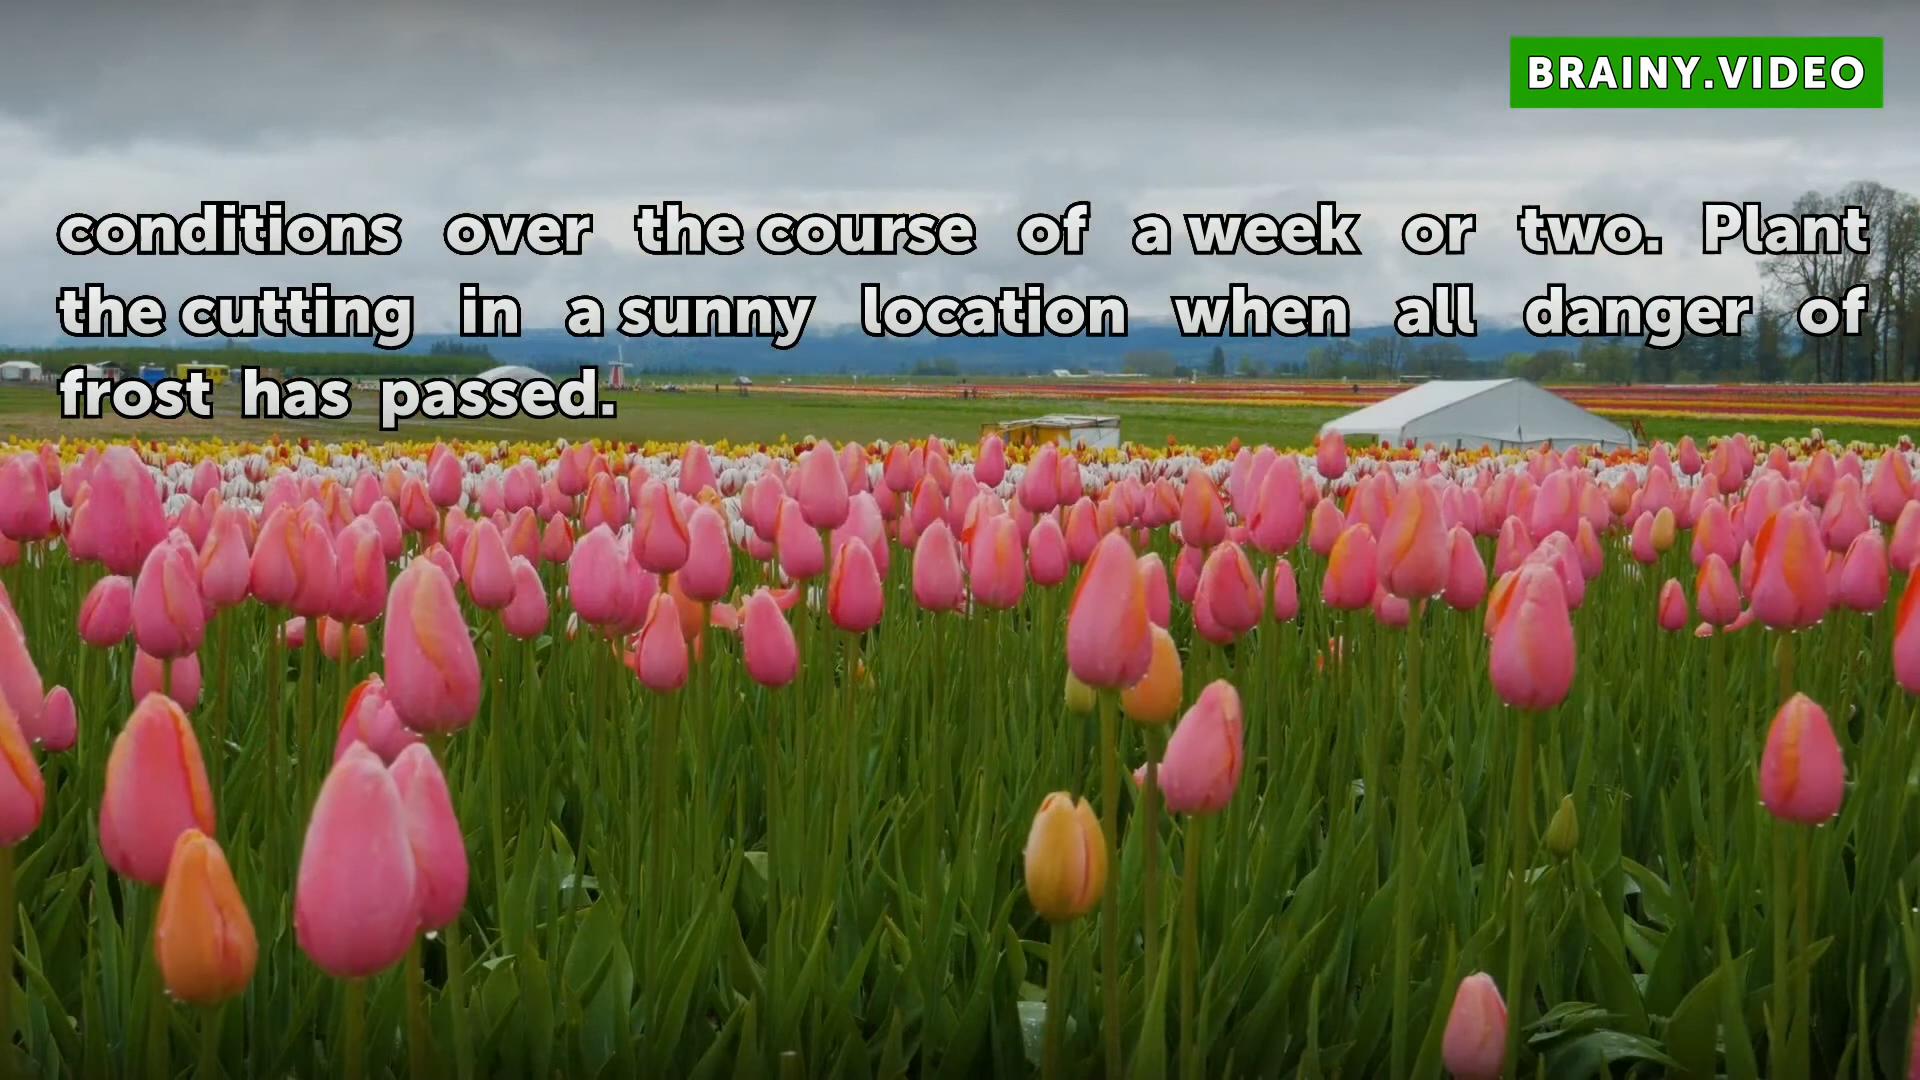 BRAINY.VIDEO
conditions over the course of a week or two. Plant
the cutting in a sunny location when all danger of
frost has passed.